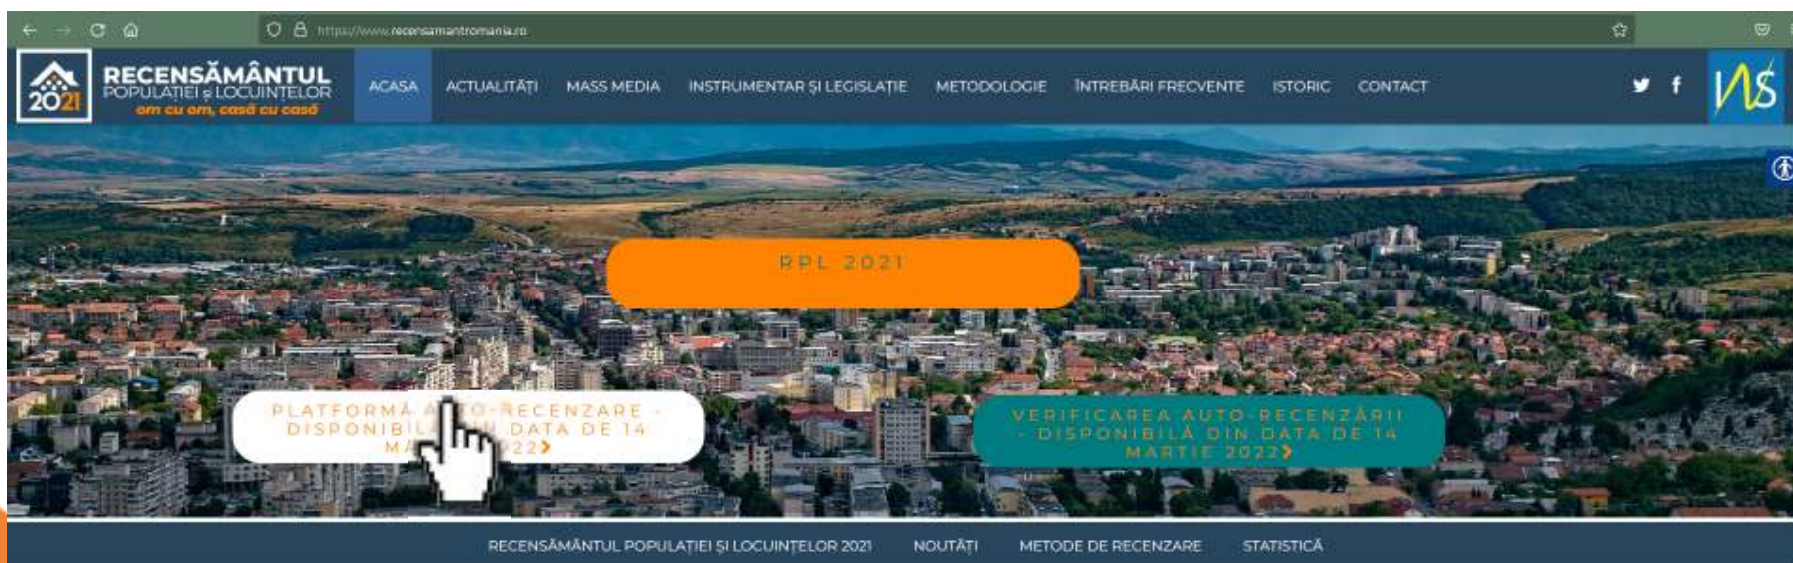 https://www.recensamantromania.ro
2021
RECENSĂMÂNTUL
POPULAȚIEI și LOCUINȚELOR
om cu om, casă cu casă
ACASA
ACTUALITĂȚI
MASS MEDIA
INSTRUMENTAR ȘI LEGISLAȚIE
METODOLOGIE
ÎNTREBĂRI FRECVENTE
ISTORIC
CONTACT
INS
RPL 2021
PLATFORMĂ RECENZARE -
DIN DATA DE 14
VERIFICAREA AUTO-RECENZĂRII
- DISPONIBILĂ DIN DATA DE 14
MARTIE 2022
RECENSĂMÂNTUL POPULAȚIEI ȘI LOCUINȚELOR 2021
NOUTĂȚI
METODE DE RECENZARE
STATISTICĂ